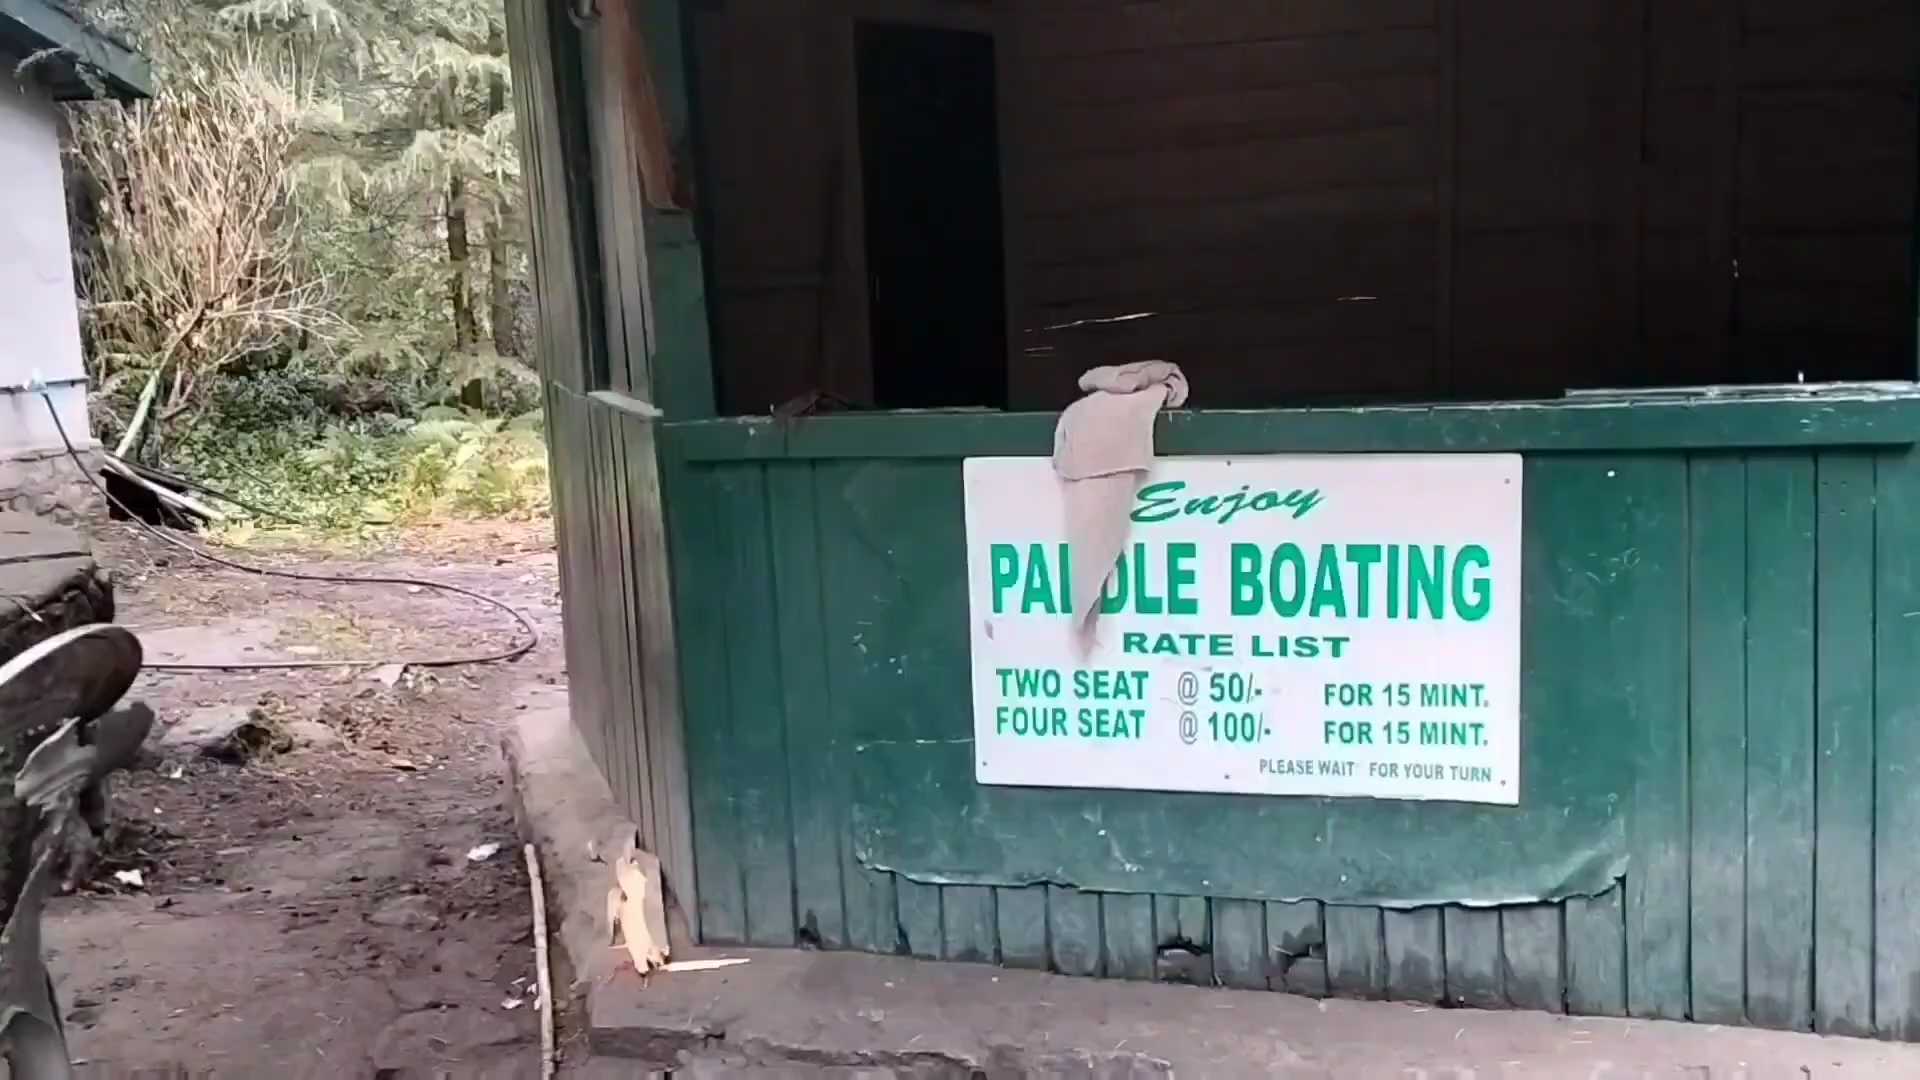 Enjoy
PADDLE BOATING
RATE LIST
TWO SEAT @ 50/- FOR 15 MINT.
FOUR SEAT @ 100/- FOR 15 MINT.
PLEASE WAIT FOR YOUR TURN